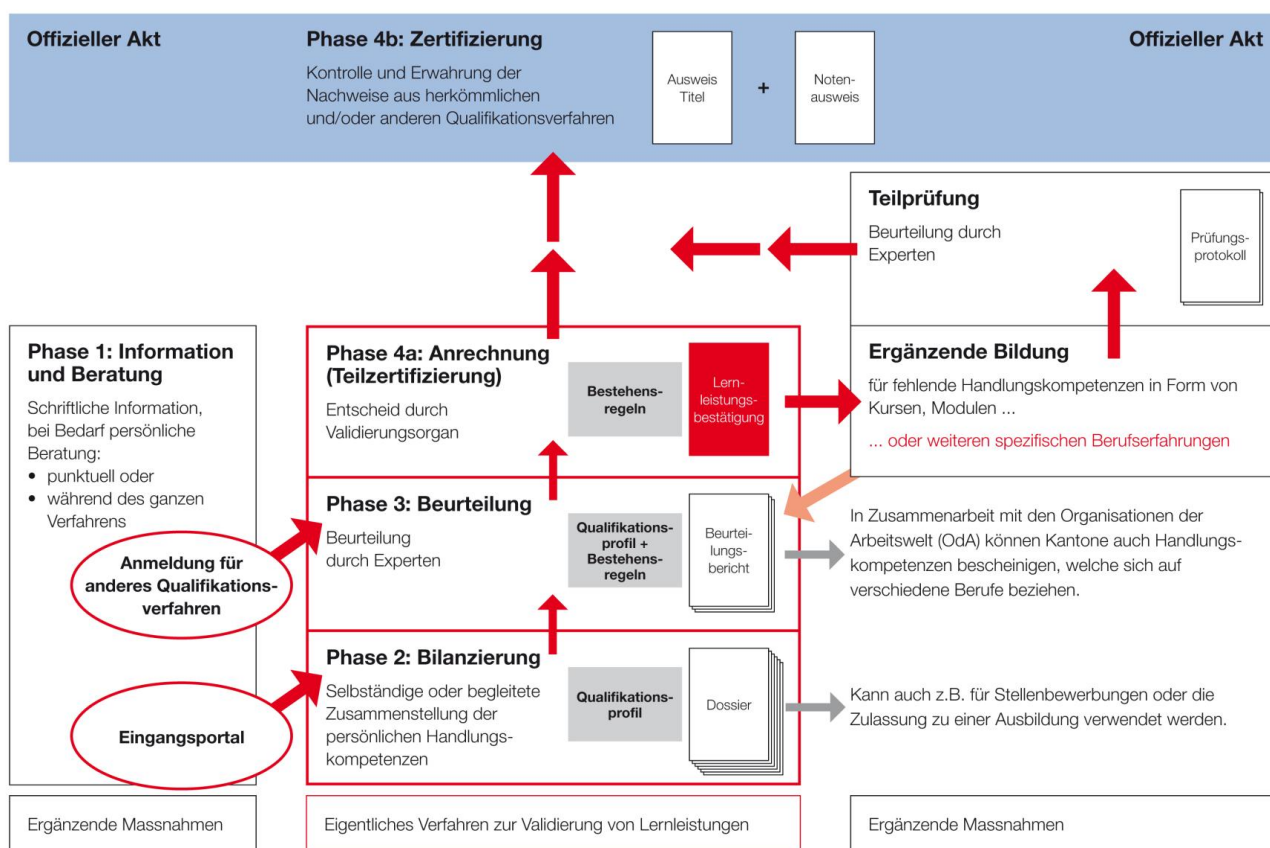 Offizieller Akt
Phase 4b: Zertifizierung
Kontrolle und Erwahrung der
Nachweise aus herkömmlichen
und/oder anderen Qualifikationsverfahren
Ausweis
Titel
+
Noten-
ausweis
Offizieller Akt
Teilprüfung
Beurteilung durch
Experten
Prüfungs-
protokoll
Phase 1: Information
und Beratung
Schriftliche Information,
bei Bedarf persönliche
Beratung:
• punktuell oder
• während des ganzen
Verfahrens
Anmeldung für
anderes Qualifikations-
verfahren
Eingangsportal
Phase 4a: Anrechnung
(Teilzertifizierung)
Entscheid durch
Validierungsorgan
Bestehens-
regeln
Lern-
leistungs-
bestätigung
Ergänzende Bildung
für fehlende Handlungskompetenzen in Form von
Kursen, Modulen ...
... oder weiteren spezifischen Berufserfahrungen
Phase 3: Beurteilung
Beurteilung
durch Experten
Qualifikations-
profil +
Bestehens-
regeln
Beurtei-
lungs-
bericht
In Zusammenarbeit mit den Organisationen der
Arbeitswelt (OdA) können Kantone auch Handlungs-
kompetenzen bescheinigen, welche sich auf
verschiedene Berufe beziehen.
Phase 2: Bilanzierung
Selbständige oder begleitete
Zusammenstellung der
persönlichen Handlungs-
kompetenzen
Qualifikations-
profil
Dossier
Kann auch z.B. für Stellenbewerbungen oder die
Zulassung zu einer Ausbildung verwendet werden.
Ergänzende Massnahmen
Eigentliches Verfahren zur Validierung von Lernleistungen
Ergänzende Massnahmen